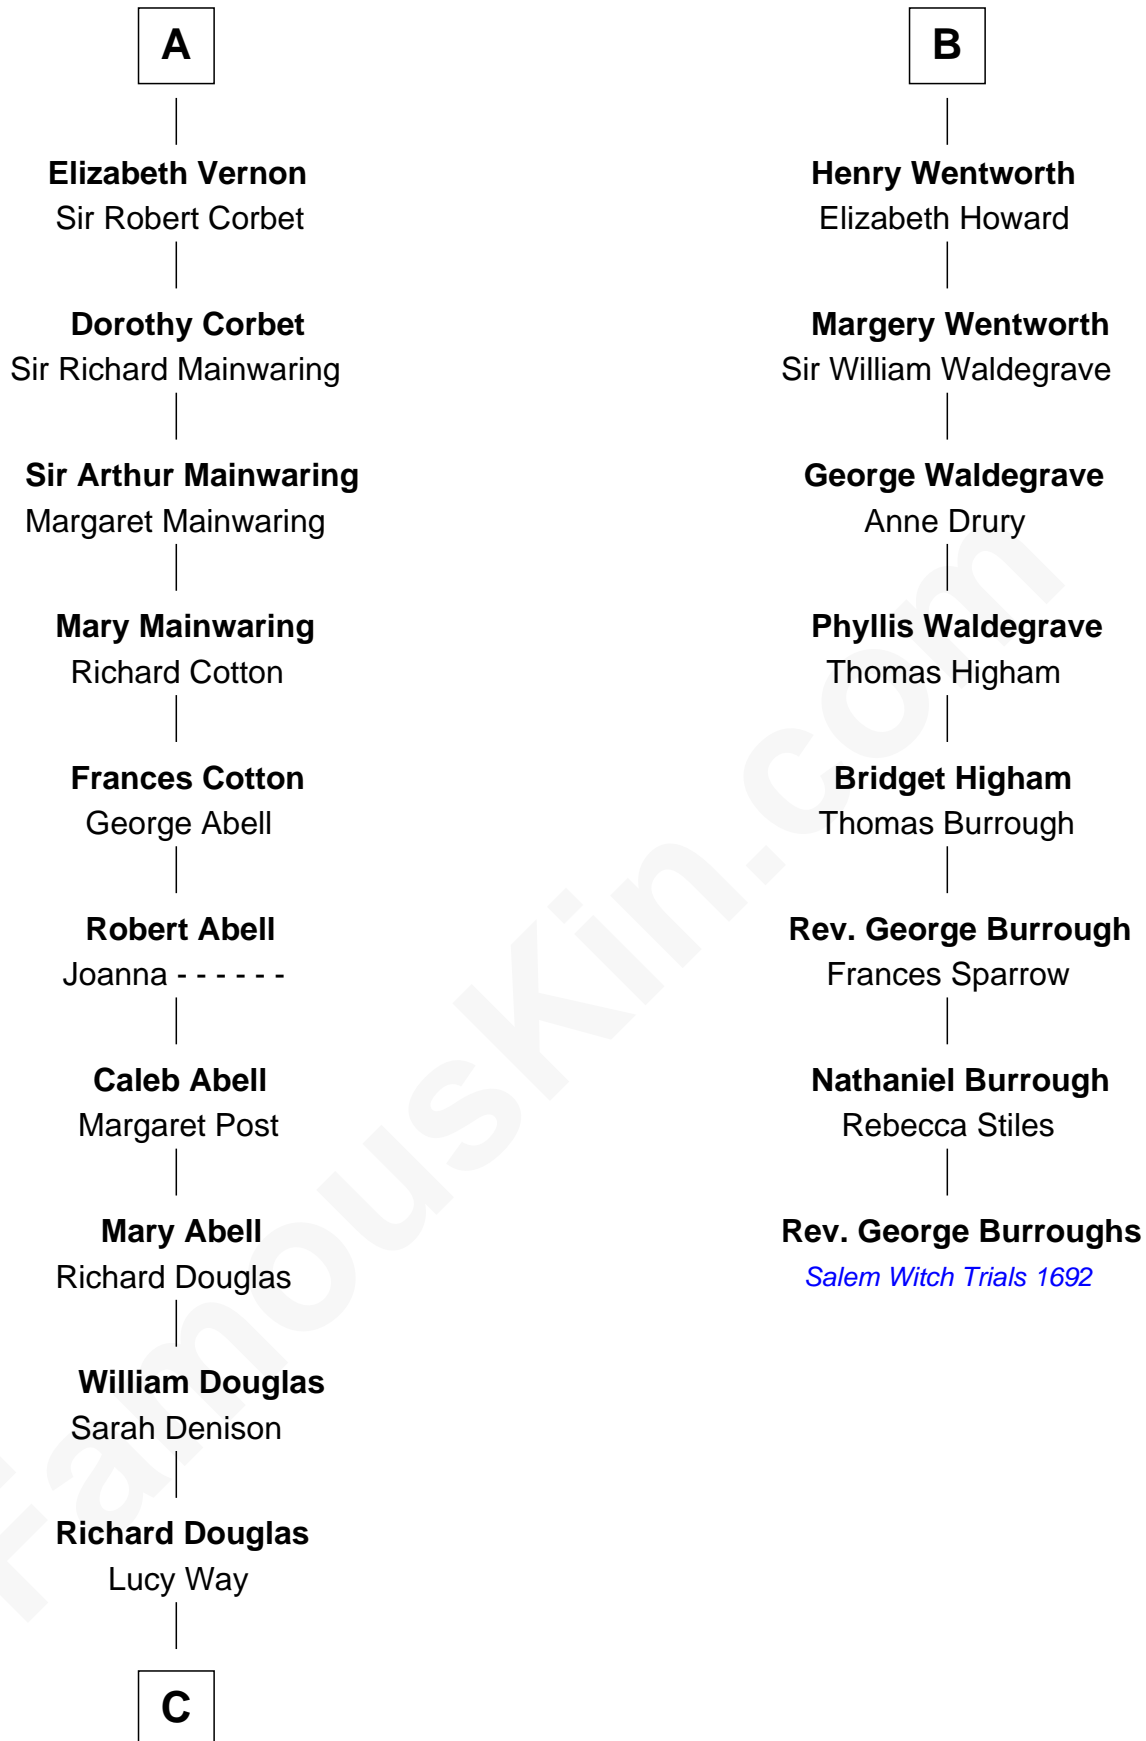 A
Elizabeth Vernon
Sir Robert Corbet
Dorothy Corbet
Sir Richard Mainwaring
Sir Arthur Mainwaring
Margaret Mainwaring
Mary Mainwaring
Richard Cotton
Frances Cotton
George Abell
Robert Abell
Joanna - - - - - -
Caleb Abell
Margaret Post
Mary Abell
Richard Douglas
William Douglas
Sarah Denison
Richard Douglas
Lucy Way
C
B
Henry Wentworth
Elizabeth Howard
Margery Wentworth
Sir William Waldegrave
George Waldegrave
Anne Drury
Phyllis Waldegrave
Thomas Higham
Bridget Higham
Thomas Burrough
Rev. George Burrough
Frances Sparrow
Nathaniel Burrough
Rebecca Stiles
Rev. George Burroughs
Salem Witch Trials 1692
FamousKin.com